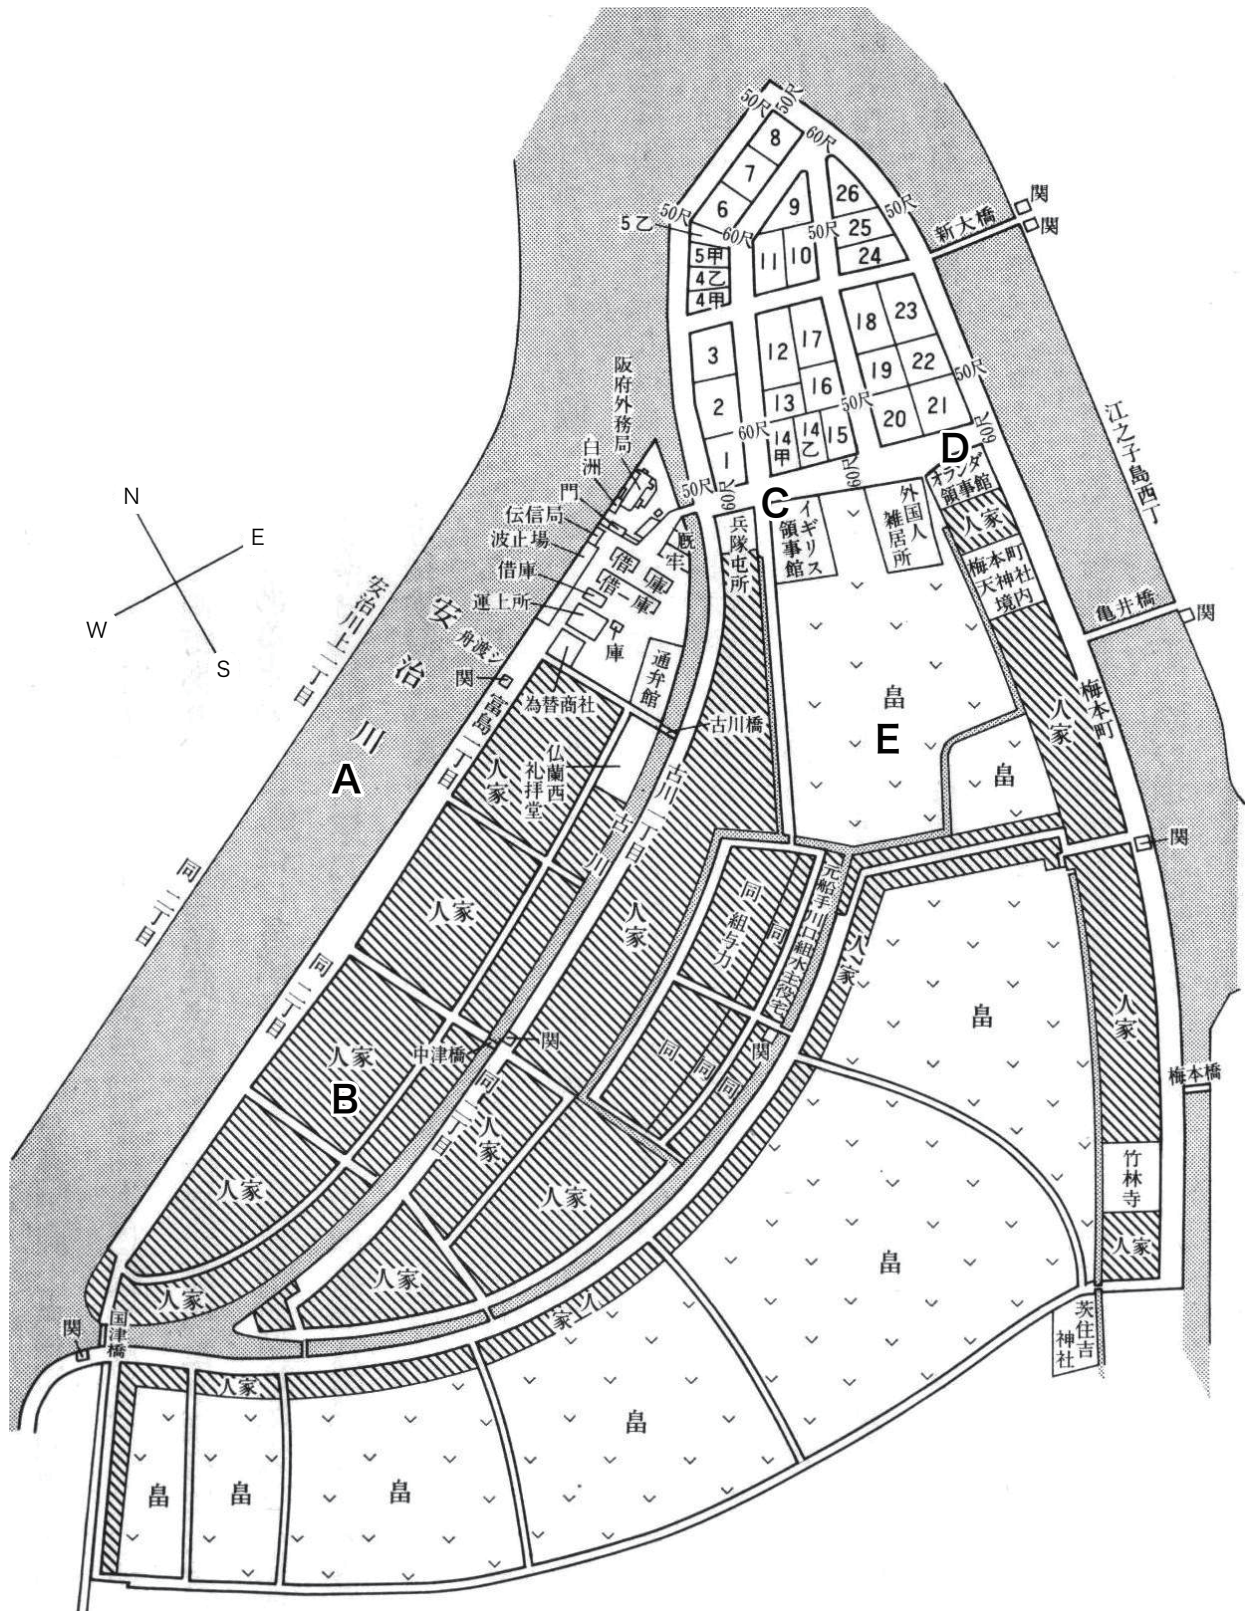 50尺
50尺
8
60尺
7
6
50尺
60尺
5乙
5甲
4乙
4甲
9
26
50尺
50尺
25
24
11
10
新大橋
関
関
3
12
17
18
23
2
13
16
19
22
50尺
50尺
60尺
1
14甲
14乙
15
20
21
60尺
50尺
60尺
60尺
D
C
オランダ領事館
イギリス領事館
外国人雑居所
兵隊屯所
人家
梅本町天神社境内
江之子島西丁
亀井橋
関
阪府外務局
白洲
門
伝信局
波止場
借庫
運上所
厩
牢
借庫
庫
借一庫
庫
通弁館
為替商社
舟渡シ
関
N
E
W
S
安治川上一丁目
安治川
A
同二丁目
富島一丁目
同二丁目
古川橋
仏蘭西礼拝堂
古川一丁目
古川
人家
人家
人家
人家
B
人家
人家
中津橋
関
同二丁目
人家
人家
人家
人家
畠
E
畠
人家
梅本町
関
同組与力
同
元船手川口組水主役宅
同
同
同
関
人家
畠
人家
梅本橋
竹林寺
人家
茨住吉神社
畠
人家
人家
国津橋
関
畠
畠
畠
畠